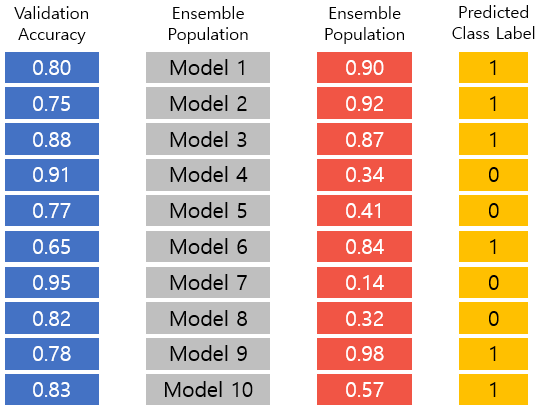 Validation Ensemble Ensemble Predicted
Accuracy Population Population Class Label
0.80 Model 1 0.90 1
0.75 Model 2 0.92 1
0.88 Model 3 0.87 1
0.91 Model 4 0.34 0
0.77 Model 5 0.41 0
0.65 Model 6 0.84 1
0.95 Model 7 0.14 0
0.82 Model 8 0.32 0
0.78 Model 9 0.98 1
0.83 Model 10 0.57 1